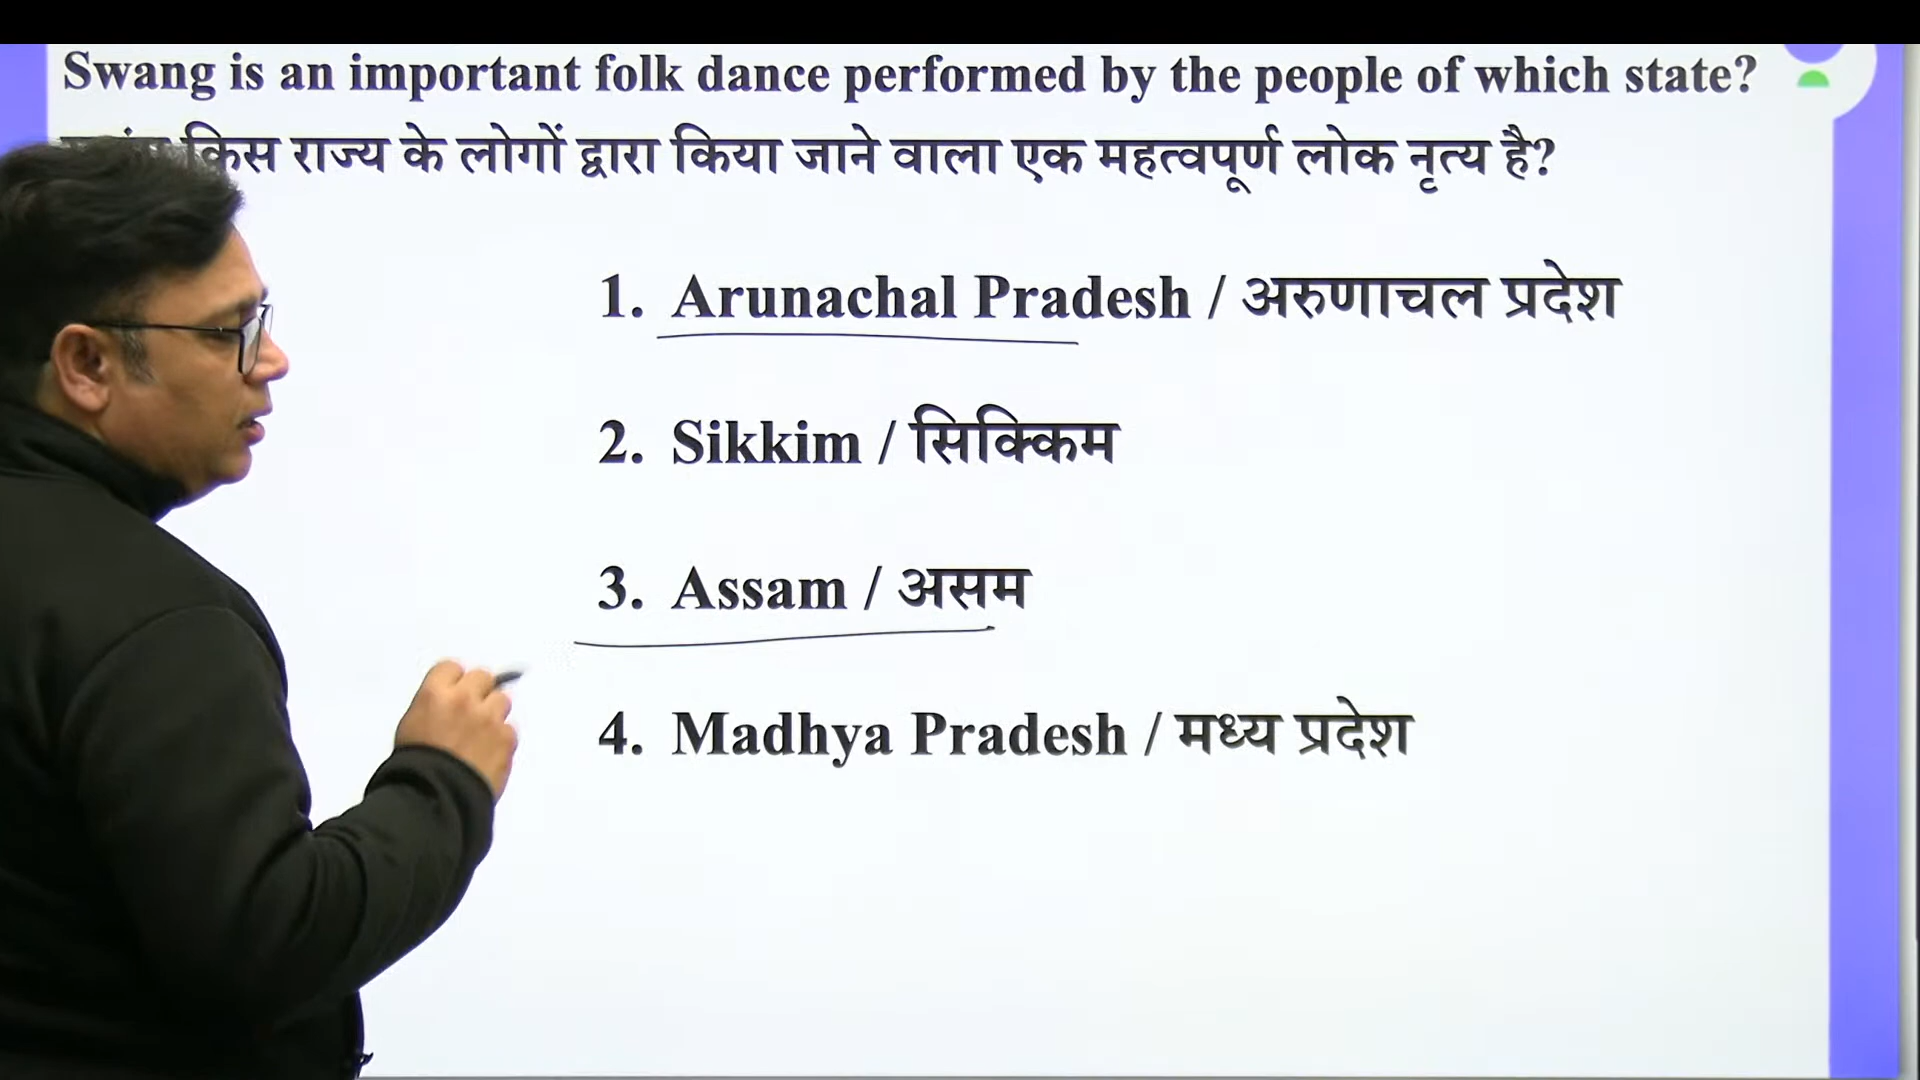 Swang is an important folk dance performed by the people of which state?
किस राज्य के लोगों द्वारा किया जाने वाला एक महत्वपूर्ण लोक नृत्य है?
1. Arunachal Pradesh / अरुणाचल प्रदेश
2. Sikkim / सिक्किम
3. Assam / असम
4. Madhya Pradesh / मध्य प्रदेश